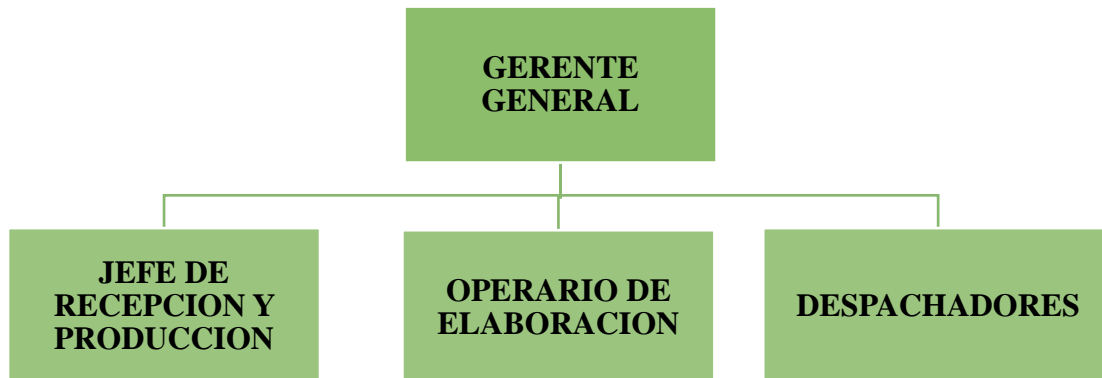 GERENTE
GENERAL
JEFE DE
RECEPCION Y
PRODUCCION
OPERARIO DE
ELABORACION
DESPACHADORES